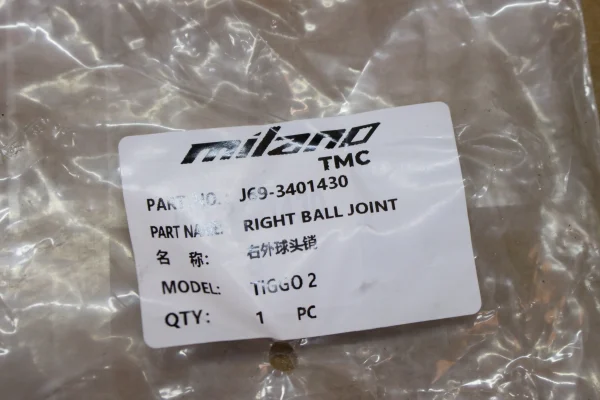 milano
TMC
PART NO.: J69-3401430
PART NAME: RIGHT BALL JOINT
名 称: 右外球头销
MODEL: TIGGO 2
QTY: 1 PC